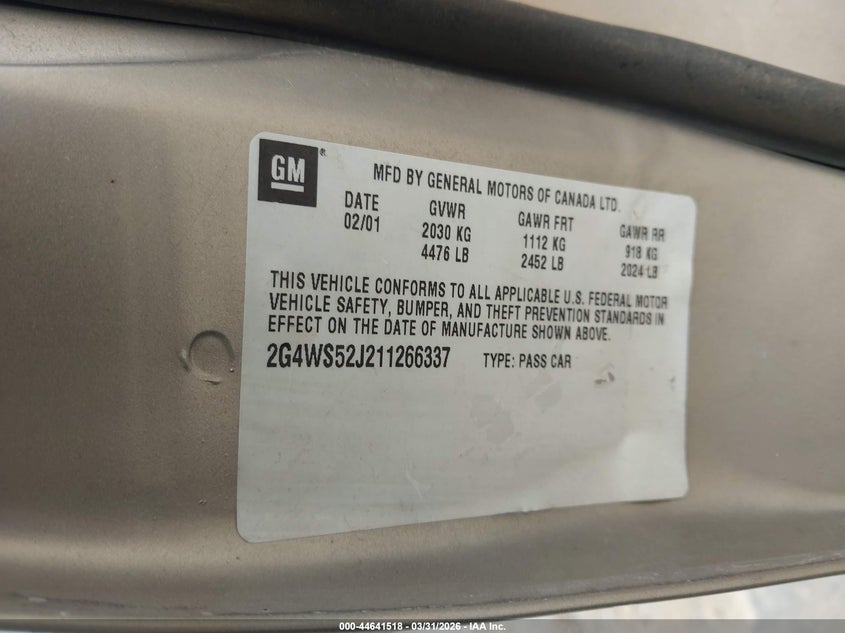 GM®
MFD BY GENERAL MOTORS OF CANADA LTD.
DATE GVWR GAWR FRT GAWR RR
02/01 2030 KG 1112 KG 918 KG
4476 LB 2452 LB 2024 LB
THIS VEHICLE CONFORMS TO ALL APPLICABLE U.S. FEDERAL MOTOR
VEHICLE SAFETY, BUMPER, AND THEFT PREVENTION STANDARDS IN
EFFECT ON THE DATE OF MANUFACTURE SHOWN ABOVE.
2G4WS52J211266337 TYPE: PASS CAR
000-44641518 — 03/31/2026 — IAA Inc.